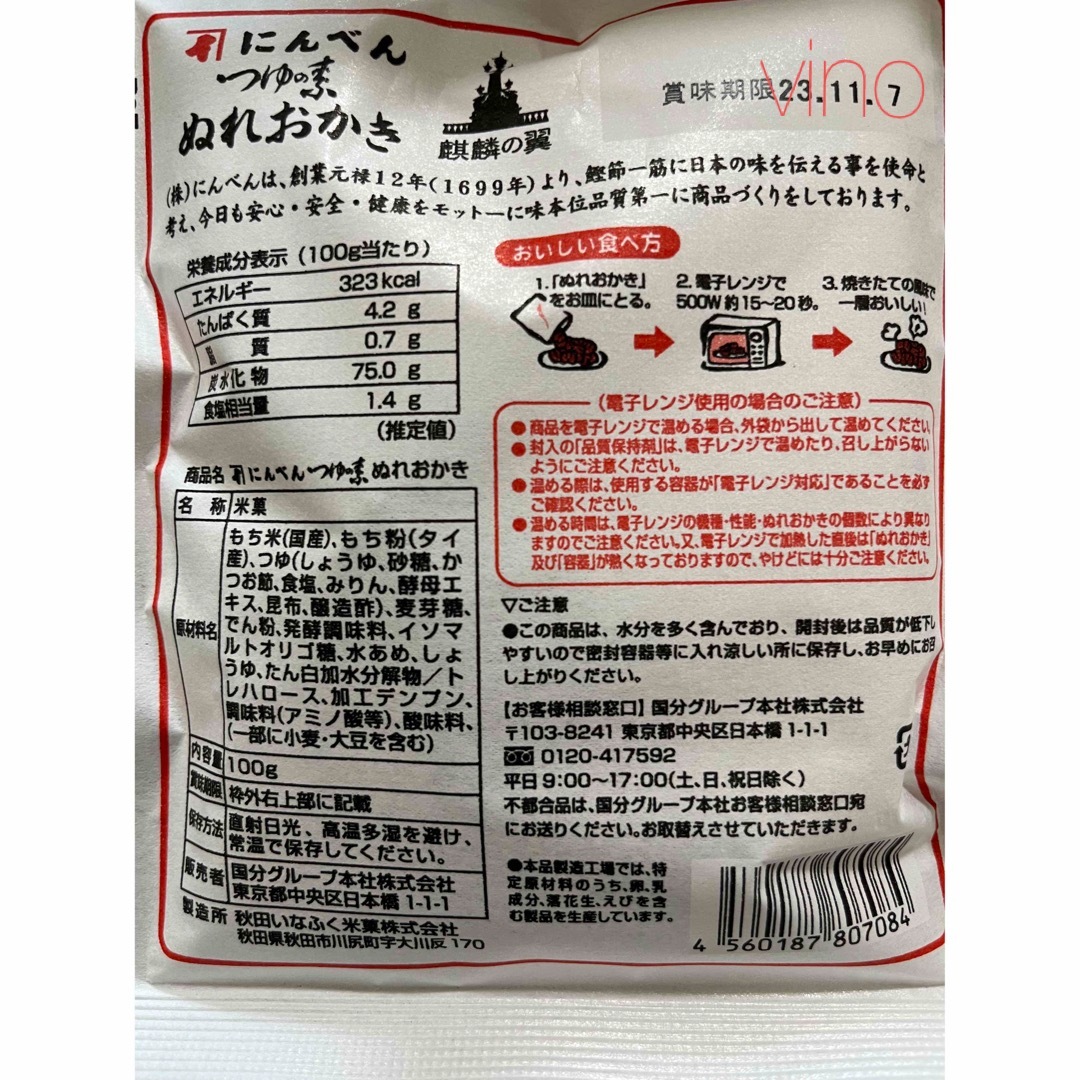 にんべん
つゆの素
ぬれおかき
麒麟の翼
賞味期限23.11.7
vino
(株)にんべんは、創業元禄12年(1699年)より、鰹節一筋に日本の味を伝える事を使命と
考え、今日も安心・安全・健康をモットーに味本位品質第一に商品づくりをしております。
栄養成分表示(100g当たり)
エネルギー 323kcal
たんぱく質 4.2 g
脂質 0.7 g
炭水化物 75.0 g
食塩相当量 1.4 g
(推定値)
おいしい食べ方
1.「ぬれおかき」
をお皿にとる。
2.電子レンジで
500W約15〜20秒。
3.焼きたての風味で
一層おいしい!
(電子レンジ使用の場合のご注意)
●商品を電子レンジで温める場合、外袋から出して温めてください。
●封入の「品質保持剤」は、電子レンジで温めたり、召し上がらない
ようにご注意ください。
●温める際は、使用する容器が「電子レンジ対応」であることを必ず
ご確認ください。
●温める時間は、電子レンジの機種・性能・ぬれおかきの個数により異なり
ますのでご注意ください。又、電子レンジで加熱した直後は「ぬれおかき」
及び「容器」が熱くなっておりますので、やけどには十分ご注意ください。
商品名 にんべん つゆの素 ぬれおかき
名称 米菓
原材料名
もち米(国産)、もち粉(タイ
産)、つゆ(しょうゆ、砂糖、か
つお節、食塩、みりん、酵母エ
キス、昆布、醸造酢)、麦芽糖、
でん粉、発酵調味料、イソマ
ルトオリゴ糖、水あめ、しょ
うゆ、たん白加水分解物/ト
レハロース、加工デンプン、
調味料(アミノ酸等)、酸味料、
(一部に小麦・大豆を含む)
内容量 100g
賞味期限 枠外右上部に記載
保存方法 直射日光、高温多湿を避け、
常温で保存してください。
販売者 国分グループ本社株式会社
東京都中央区日本橋1-1-1
製造所 秋田いなふく米菓株式会社
秋田県秋田市川尻町字大川反170
▽ご注意
●この商品は、水分を多く含んでおり、開封後は品質が低下し
やすいので密封容器等に入れ涼しい所に保存し、お早めにお召
し上がりください。
【お客様相談窓口】国分グループ本社株式会社
〒103-8241 東京都中央区日本橋1-1-1
0120-417592
平日9:00〜17:00(土、日、祝日除く)
不都合品は、国分グループ本社お客様相談窓口宛
にお送りください。お取替えさせていただきます。
●本品製造工場では、特
定原材料のうち、卵、乳
成分、落花生、えびを含
む製品を生産しています。
4 560187 807084